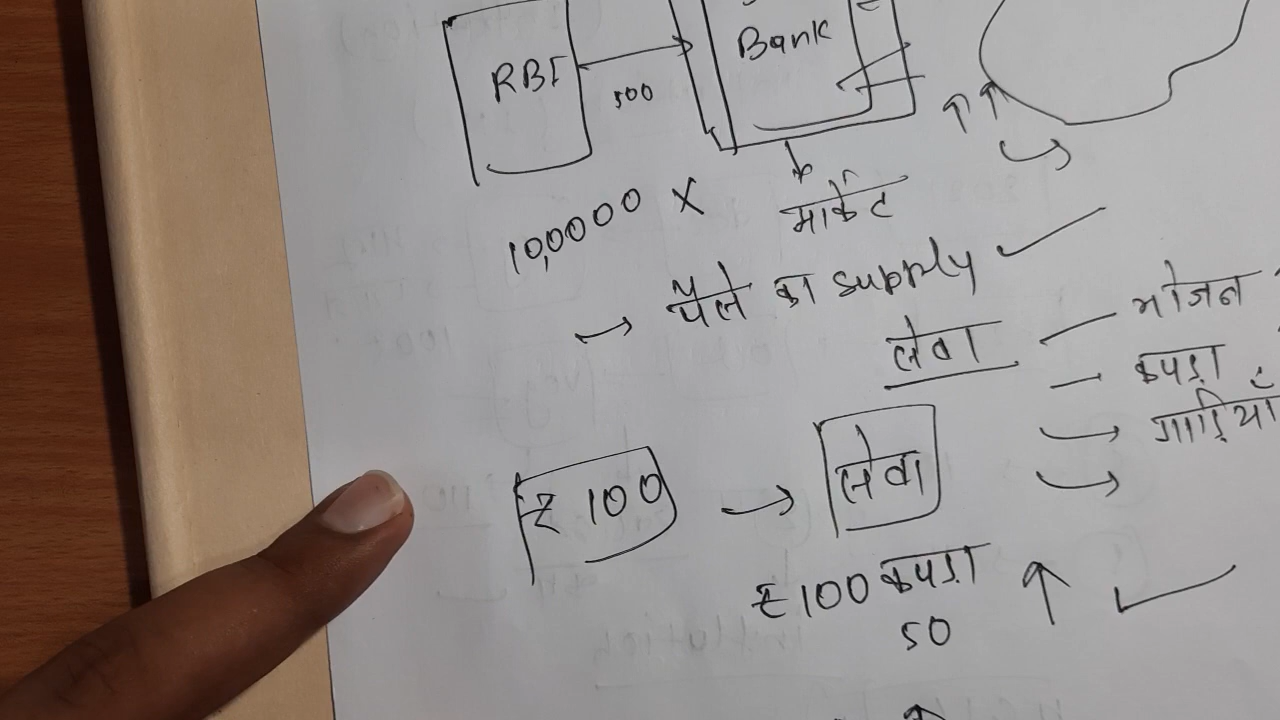 RBI
500
Bank
10,0000 X
मार्केट
→ पैसे का supply
सेवा
भोजन
कपड़ा
गाड़ियाँ
₹ 100 → सेवा
₹100 कपड़ा ↑
50